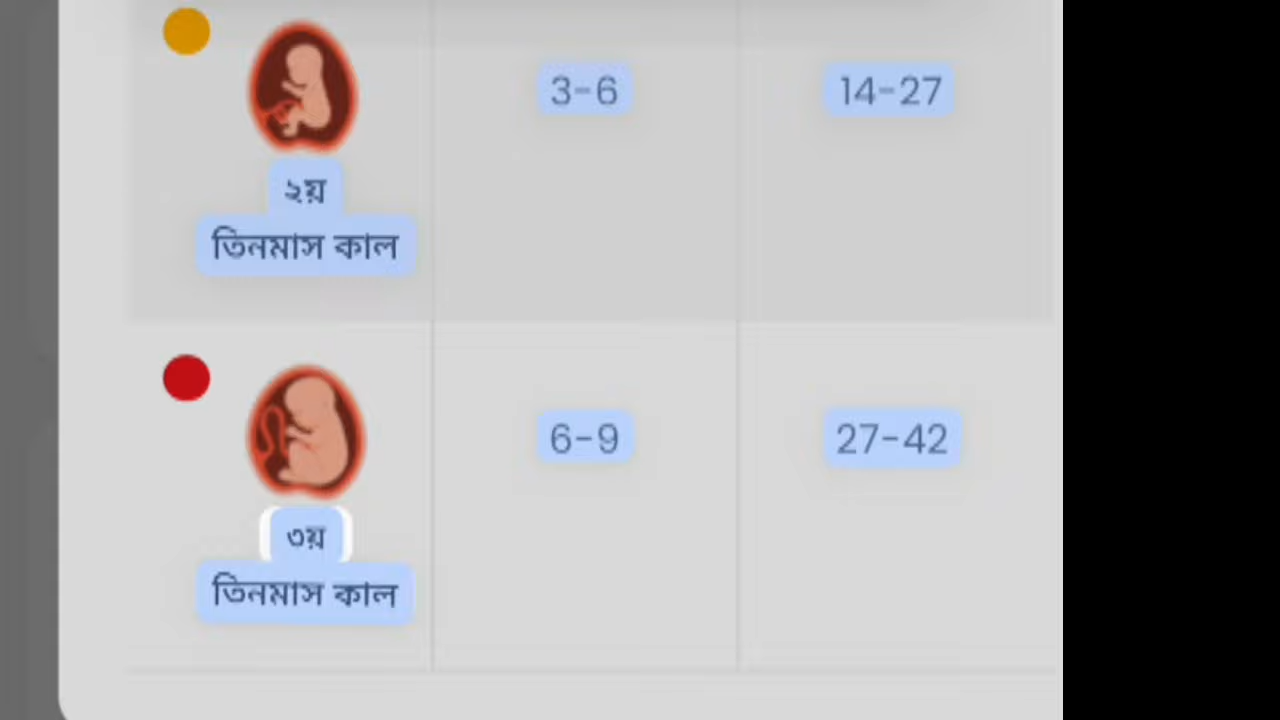 3-6
14-27
২য়
তিনমাস কাল
6-9
27-42
৩য়
তিনমাস কাল